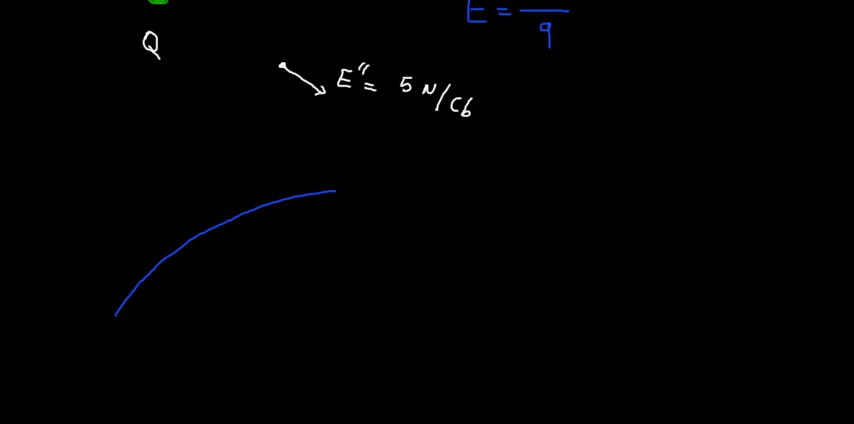 E = ― q
Q
E" = 5 N/Cb